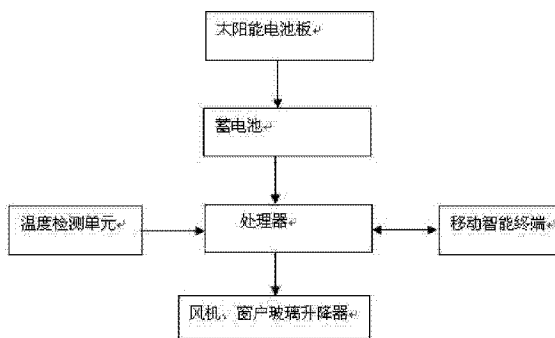 太阳能电池板
蓄电池
温度检测单元
处理器
移动智能终端
风机、窗户玻璃升降器